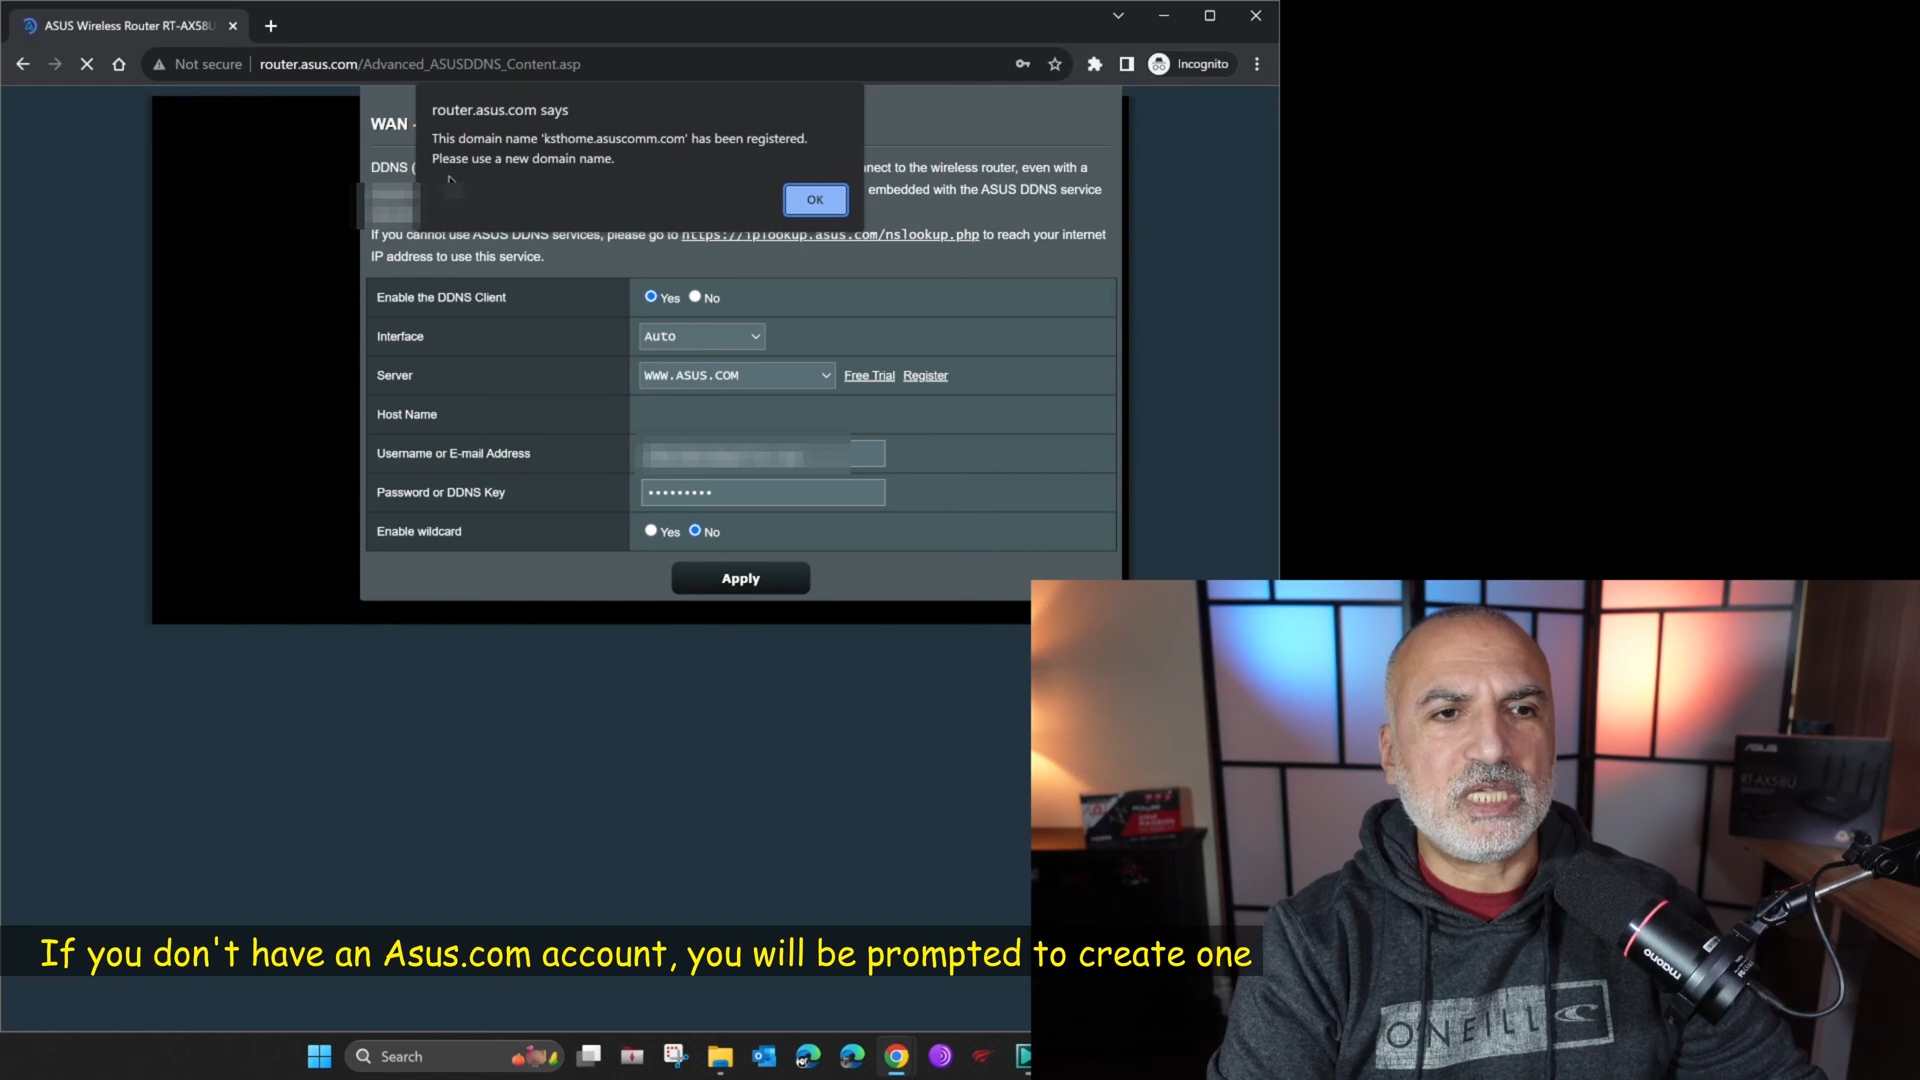 ASUS Wireless Router RT-AX58U
Not secure
router.asus.com/Advanced_ASUSDDNS_Content.asp
Incognito
router.asus.com says
This domain name 'ksthome.asuscomm.com' has been registered.
Please use a new domain name.
OK
WAN -
DDNS (
nnect to the wireless router, even with a
embedded with the ASUS DDNS service
If you cannot use ASUS DDNS services, please go to https://iplookup.asus.com/nslookup.php to reach your internet
IP address to use this service.
Enable the DDNS Client Yes No
Interface Auto
Server WWW.ASUS.COM Free Trial Register
Host Name
Username or E-mail Address
Password or DDNS Key •••••••••
Enable wildcard Yes No
Apply
ASUS
RT-AX58U
maono
O'NEILL
If you don't have an Asus.com account, you will be prompted to create one
Search